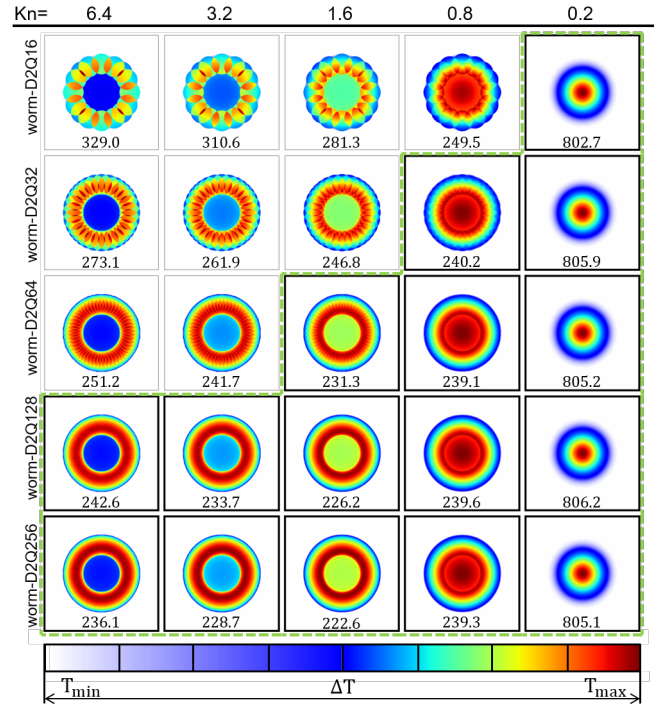 Kn= 6.4 3.2 1.6 0.8 0.2
worm-D2Q16
329.0 310.6 281.3 249.5 802.7
worm-D2Q32
273.1 261.9 246.8 240.2 805.9
worm-D2Q64
251.2 241.7 231.3 239.1 805.2
worm-D2Q128
242.6 233.7 226.2 239.6 806.2
worm-D2Q256
236.1 228.7 222.6 239.3 805.1
Tmin ΔT Tmax